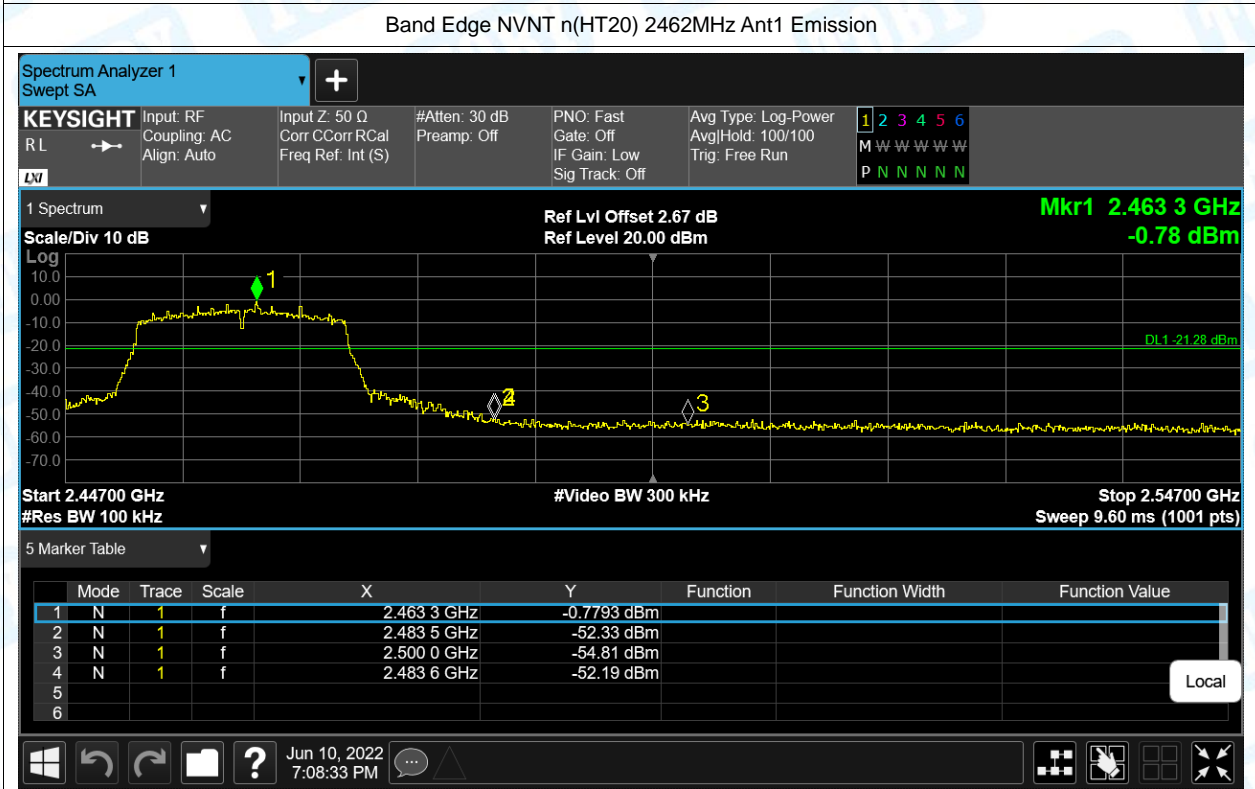 Band Edge NVNT n(HT20) 2462MHz Ant1 Emission
Spectrum Analyzer 1
Swept SA
KEYSIGHT Input: RF Input Z: 50 Ω #Atten: 30 dB PNO: Fast Avg Type: Log-Power 1 2 3 4 5 6
RL Coupling: AC Corr CCorr RCal Preamp: Off Gate: Off Avg|Hold: 100/100 M W W W W W
Align: Auto Freq Ref: Int (S) IF Gain: Low Trig: Free Run
LXI Sig Track: Off P N N N N N
1 Spectrum Ref Lvl Offset 2.67 dB Mkr1 2.463 3 GHz
Scale/Div 10 dB Ref Level 20.00 dBm -0.78 dBm
Log
10.0 1
0.00
-10.0
-20.0 DL1 -21.28 dBm
-30.0
-40.0 2 4 3
-50.0
-60.0
-70.0
Start 2.44700 GHz #Video BW 300 kHz Stop 2.54700 GHz
#Res BW 100 kHz Sweep 9.60 ms (1001 pts)
5 Marker Table
Mode Trace Scale X Y Function Function Width Function Value
1 N 1 f 2.463 3 GHz -0.7793 dBm
2 N 1 f 2.483 5 GHz -52.33 dBm
3 N 1 f 2.500 0 GHz -54.81 dBm
4 N 1 f 2.483 6 GHz -52.19 dBm
5
6
Local
? Jun 10, 2022
7:08:33 PM